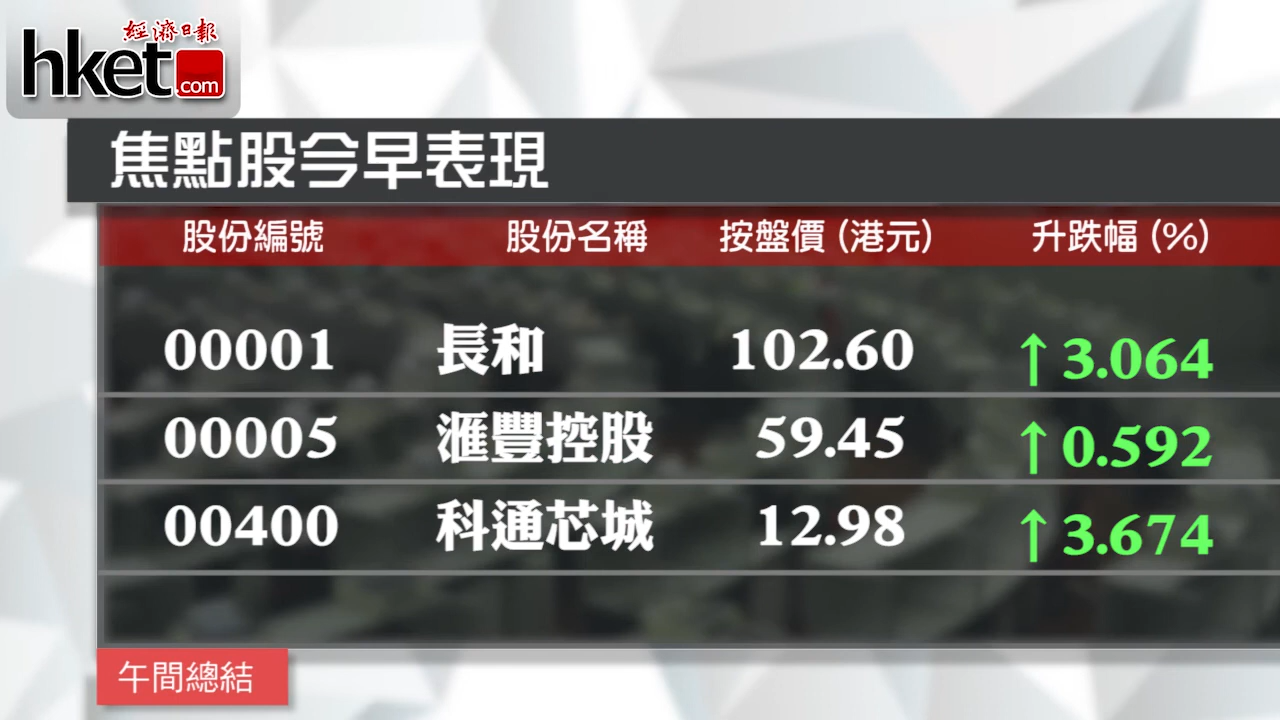 經濟日報
hket.com
焦點股今早表現
股份編號 股份名稱 按盤價 (港元) 升跌幅 (%)
00001 長和 102.60 ↑ 3.064
00005 滙豐控股 59.45 ↑ 0.592
00400 科通芯城 12.98 ↑ 3.674
午間總結